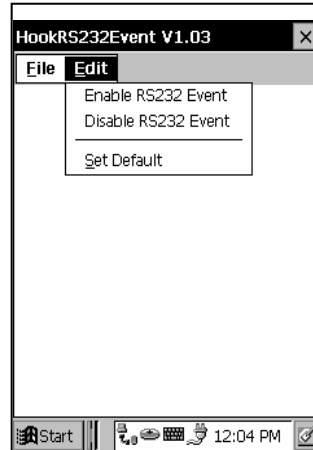 HookRS232Event V1.03
File Edit
Enable RS232 Event
Disable RS232 Event
Set Default
Start 12:04 PM